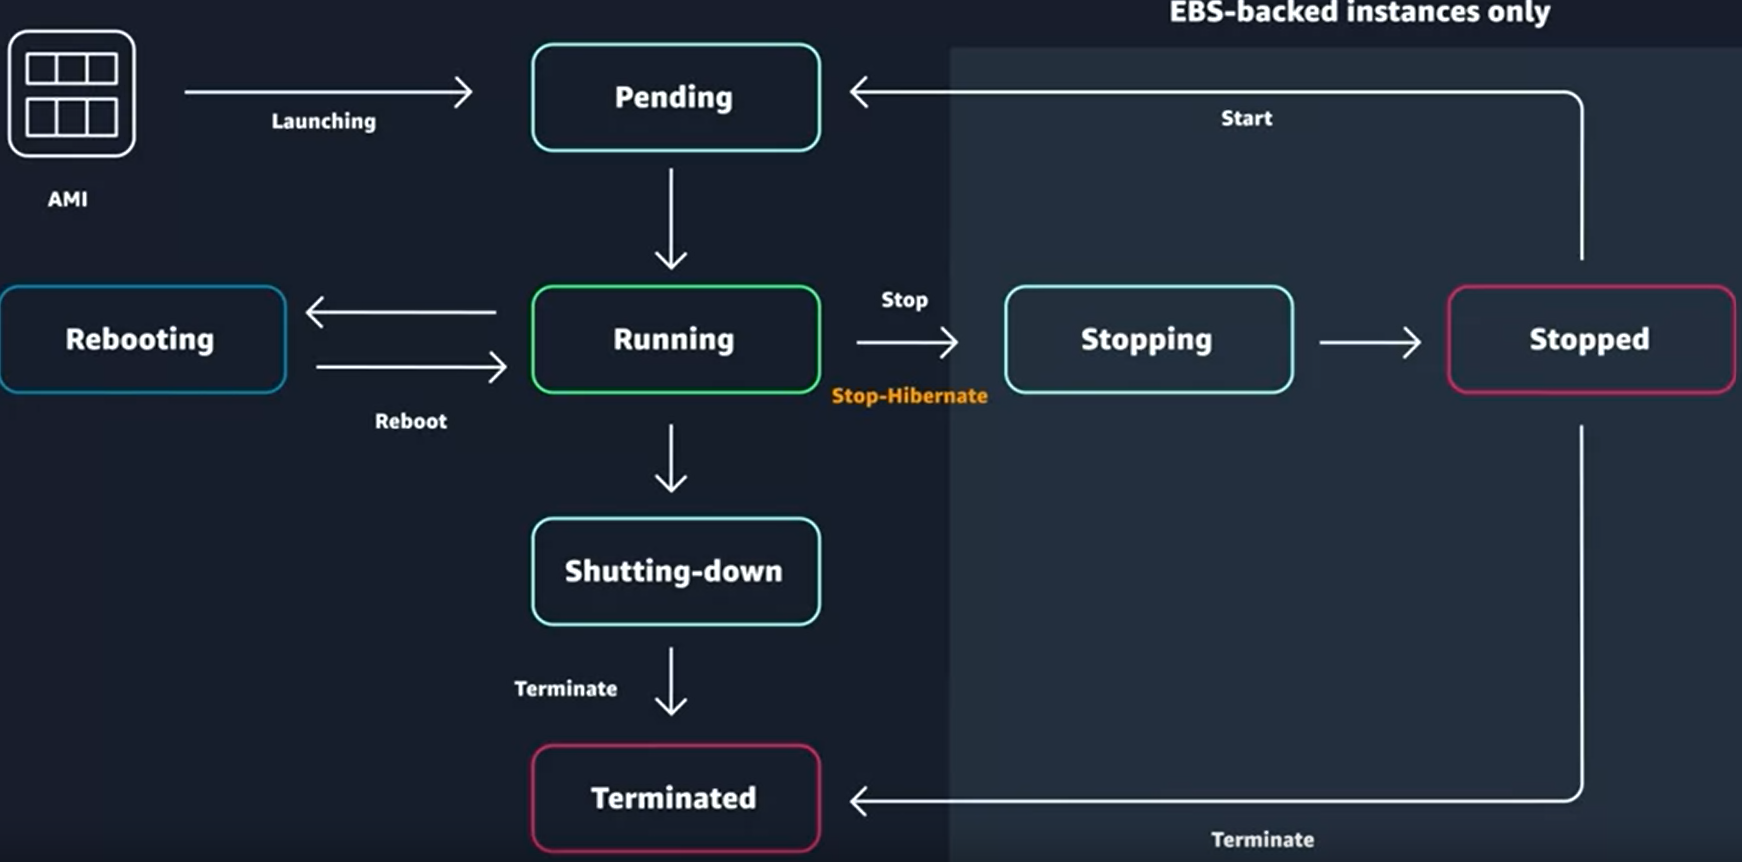 EBS-backed instances only
Pending
Launching
Start
AMI
Stop
Rebooting
Running
Stopping
Stopped
Stop-Hibernate
Reboot
Shutting-down
Terminate
Terminated
Terminate